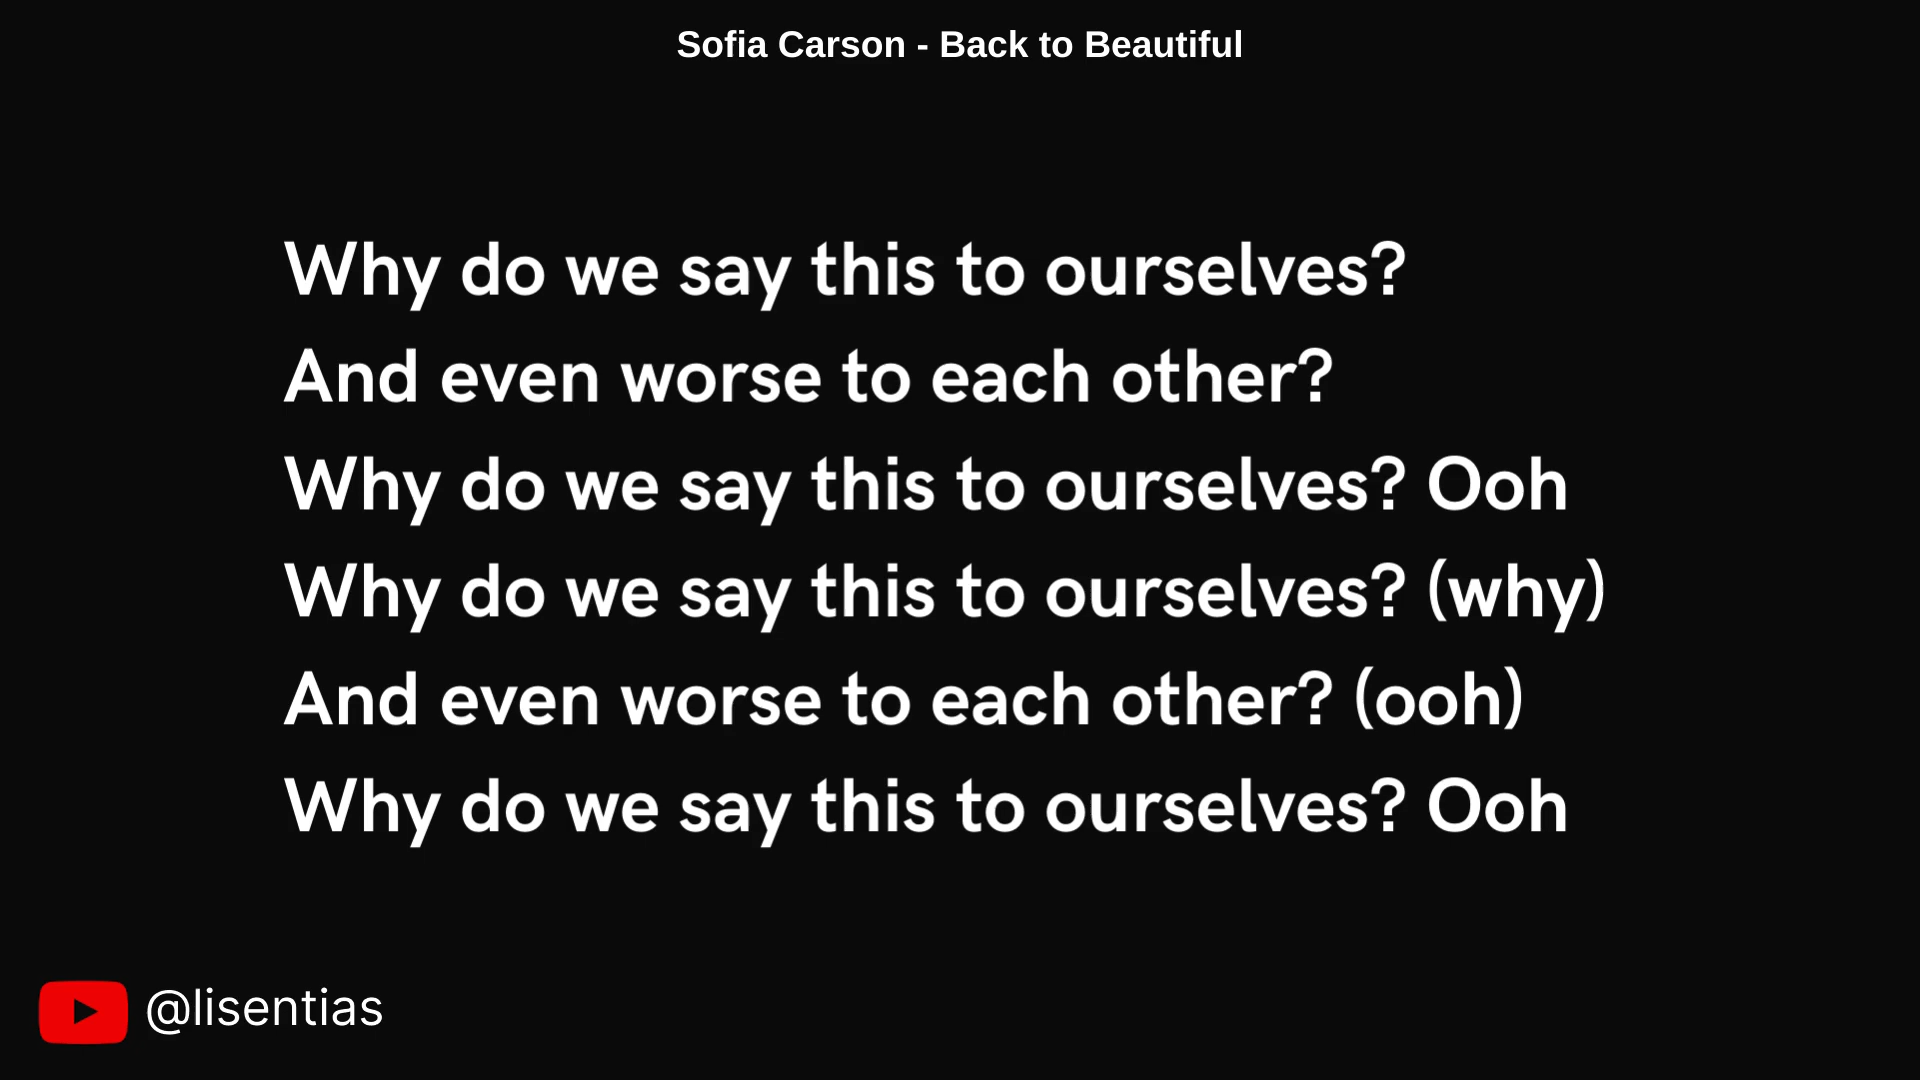 Sofia Carson - Back to Beautiful
Why do we say this to ourselves?
And even worse to each other?
Why do we say this to ourselves? Ooh
Why do we say this to ourselves? (why)
And even worse to each other? (ooh)
Why do we say this to ourselves? Ooh
@lisentias